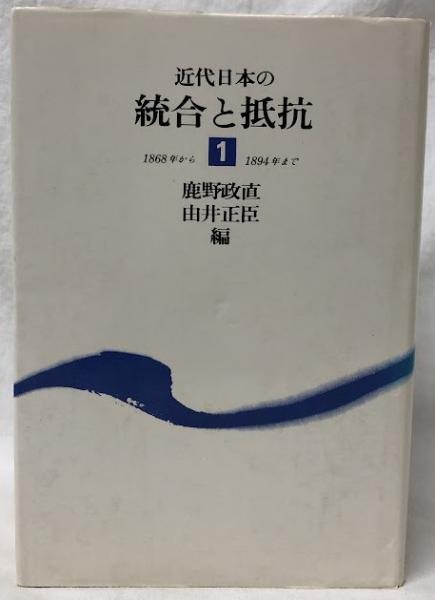 近代日本の
統合と抵抗
1868年から 1 1894年まで
鹿野政直
由井正臣
編